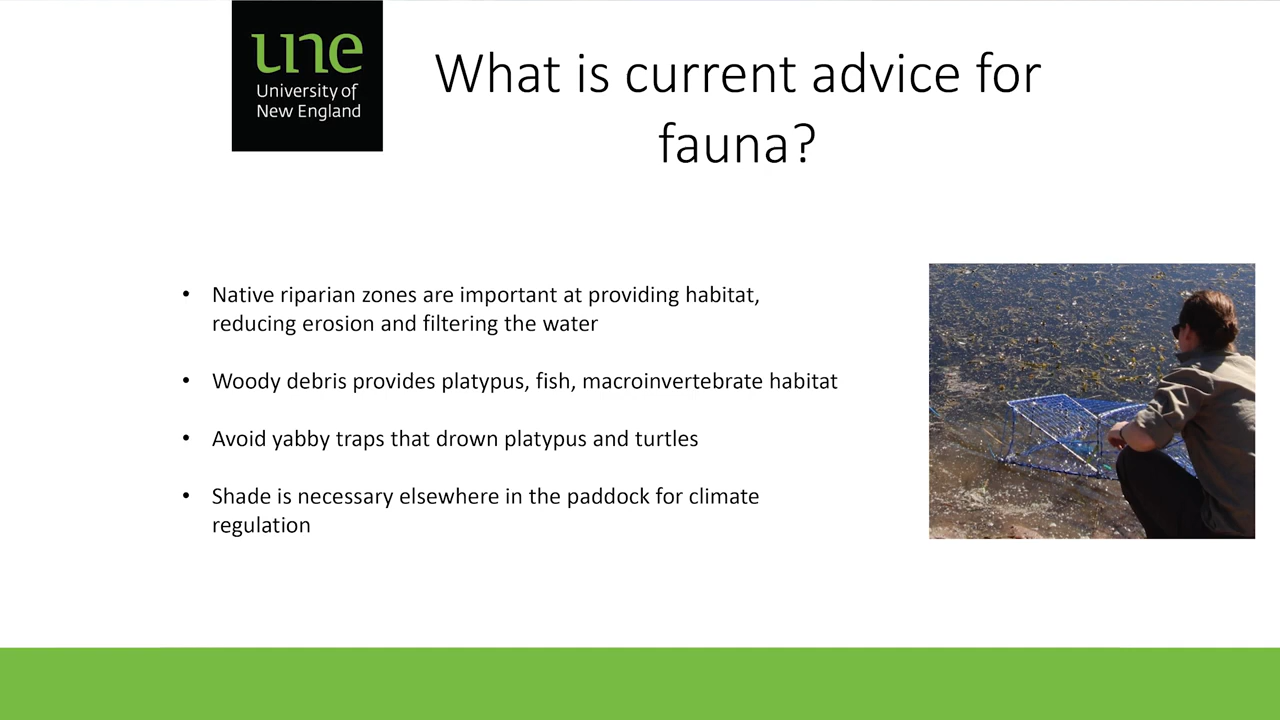 une
University of
New England
What is current advice for
fauna?
• Native riparian zones are important at providing habitat,
reducing erosion and filtering the water
• Woody debris provides platypus, fish, macroinvertebrate habitat
• Avoid yabby traps that drown platypus and turtles
• Shade is necessary elsewhere in the paddock for climate
regulation